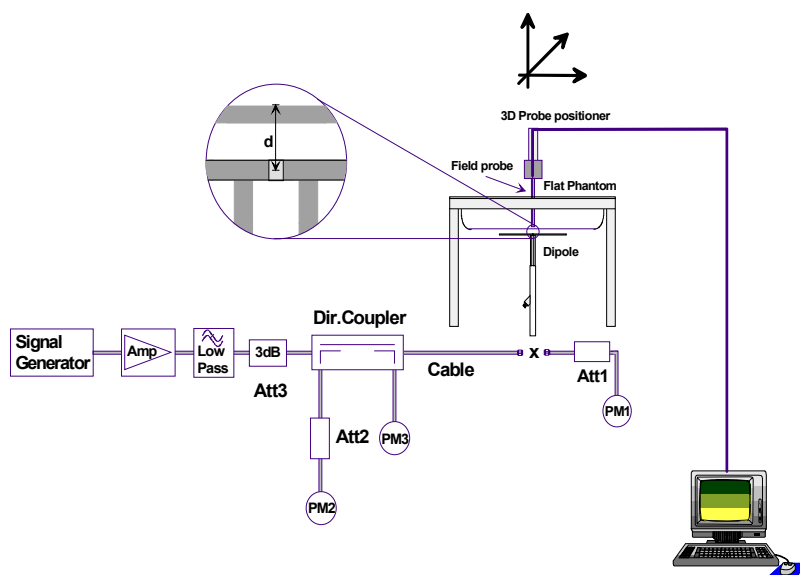 3D Probe positioner
d
Field probe
Flat Phantom
Dipole
Dir.Coupler
Signal
Generator
Amp
Low
Pass
3dB
Cable
x
Att3
Att1
PM1
Att2
PM3
PM2